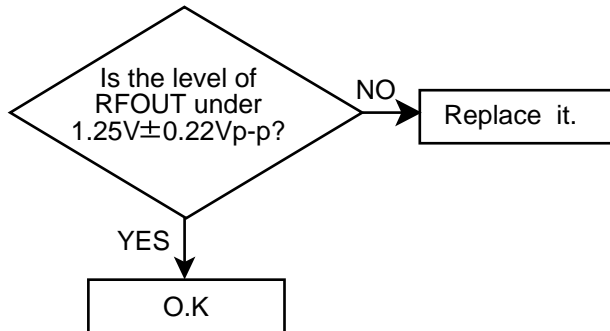 Is the level of
RFOUT under
1.25V±0.22Vp-p?
NO
Replace it.
YES
O.K